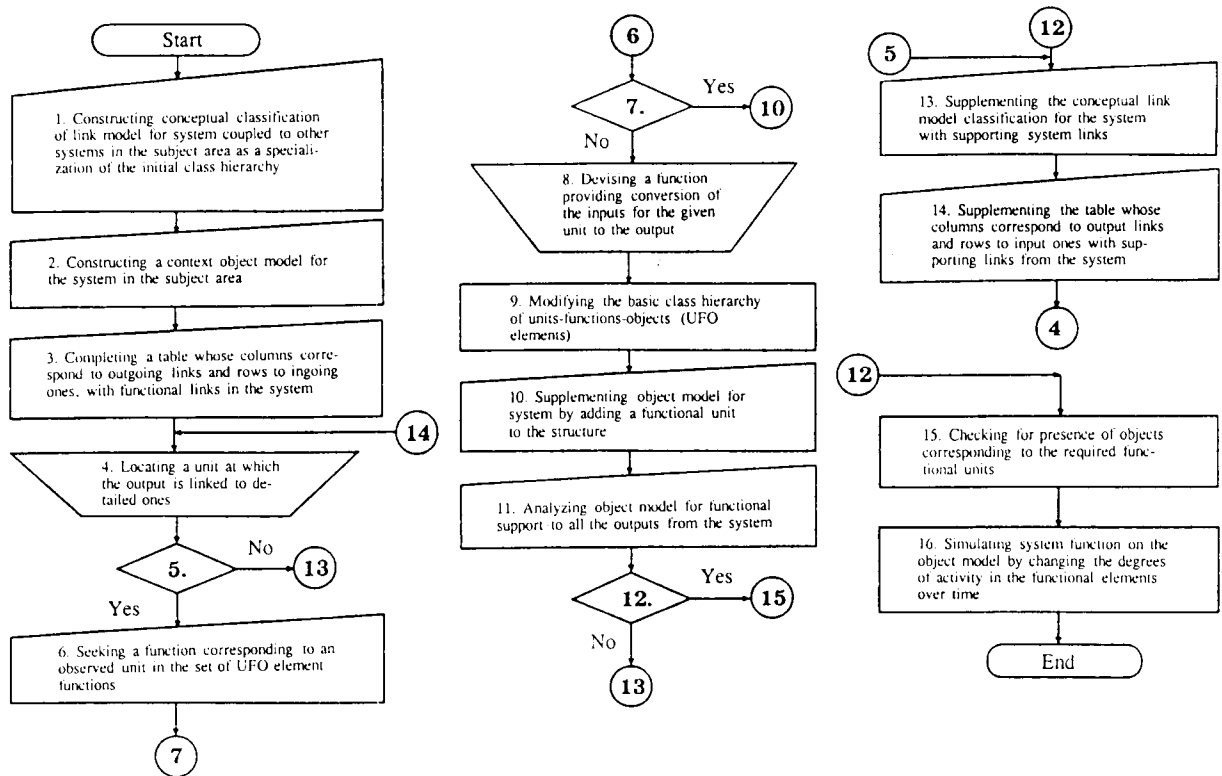 Start
1. Constructing conceptual classification
of link model for system coupled to other
systems in the subject area as a speciali-
zation of the initial class hierarchy
2. Constructing a context object model for
the system in the subject area
3. Completing a table whose columns corre-
spond to outgoing links and rows to ingoing
ones, with functional links in the system
14
4. Locating a unit at which
the output is linked to de-
tailed ones
5.
No
13
Yes
6. Seeking a function corresponding to an
observed unit in the set of UFO element
functions
7
6
7.
Yes
10
No
8. Devising a function
providing conversion of
the inputs for the given
unit to the output
9. Modifying the basic class hierarchy
of units-functions-objects (UFO
elements)
10. Supplementing object model for
system by adding a functional unit
to the structure
11. Analyzing object model for functional
support to all the outputs from the system
12.
Yes
15
No
13
12
5
13. Supplementing the conceptual link
model classification for the system
with supporting system links
14. Supplementing the table whose
columns correspond to output links
and rows to input ones with sup-
porting links from the system
4
12
15. Checking for presence of objects
corresponding to the required func-
tional units
16. Simulating system function on the
object model by changing the degrees
of activity in the functional elements
over time
End